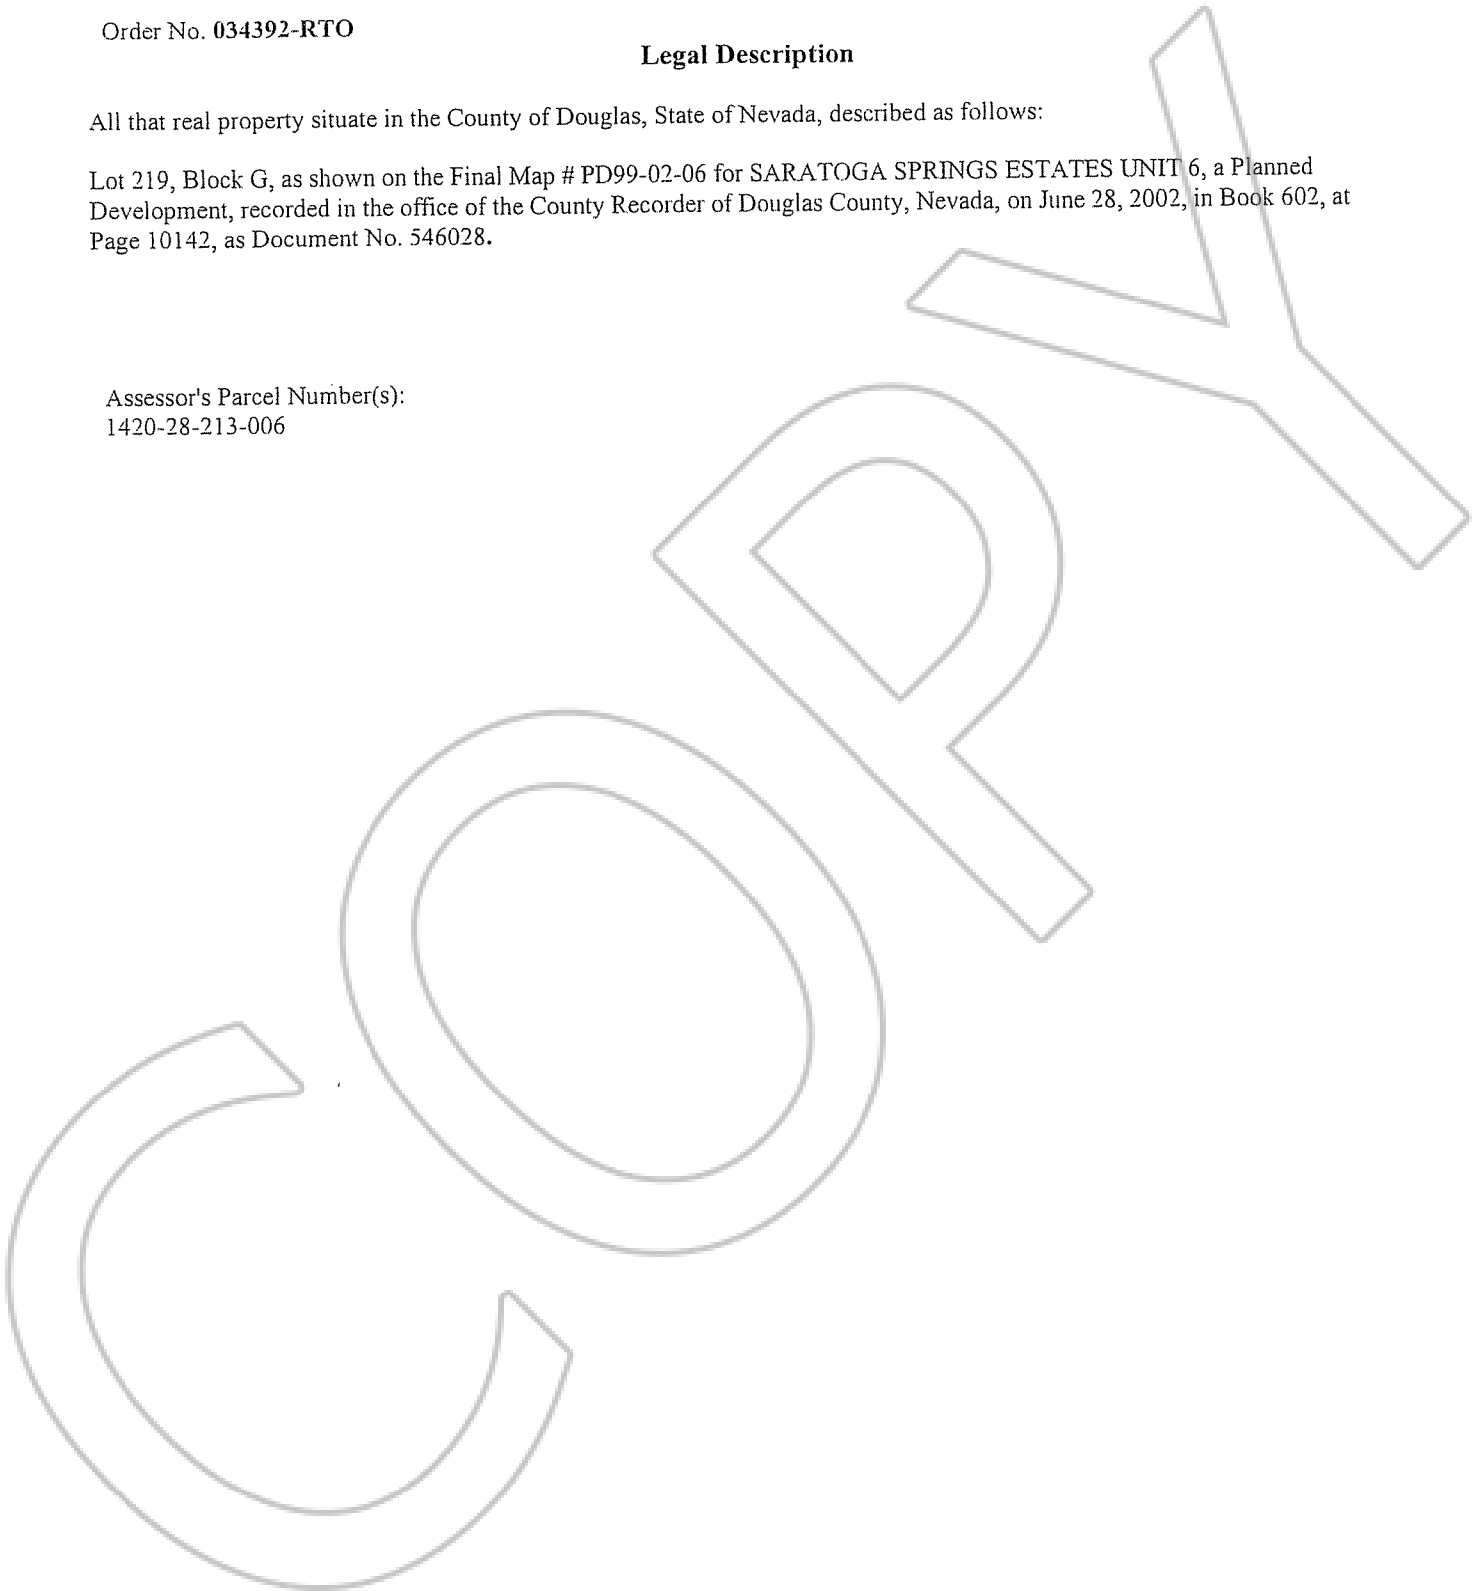 Order No. 034392-RTO
Legal Description
All that real property situate in the County of Douglas, State of Nevada, described as follows:
Lot 219, Block G, as shown on the Final Map # PD99-02-06 for SARATOGA SPRINGS ESTATES UNIT 6, a Planned
Development, recorded in the office of the County Recorder of Douglas County, Nevada, on June 28, 2002, in Book 602, at
Page 10142, as Document No. 546028.
Assessor's Parcel Number(s):
1420-28-213-006
COPY